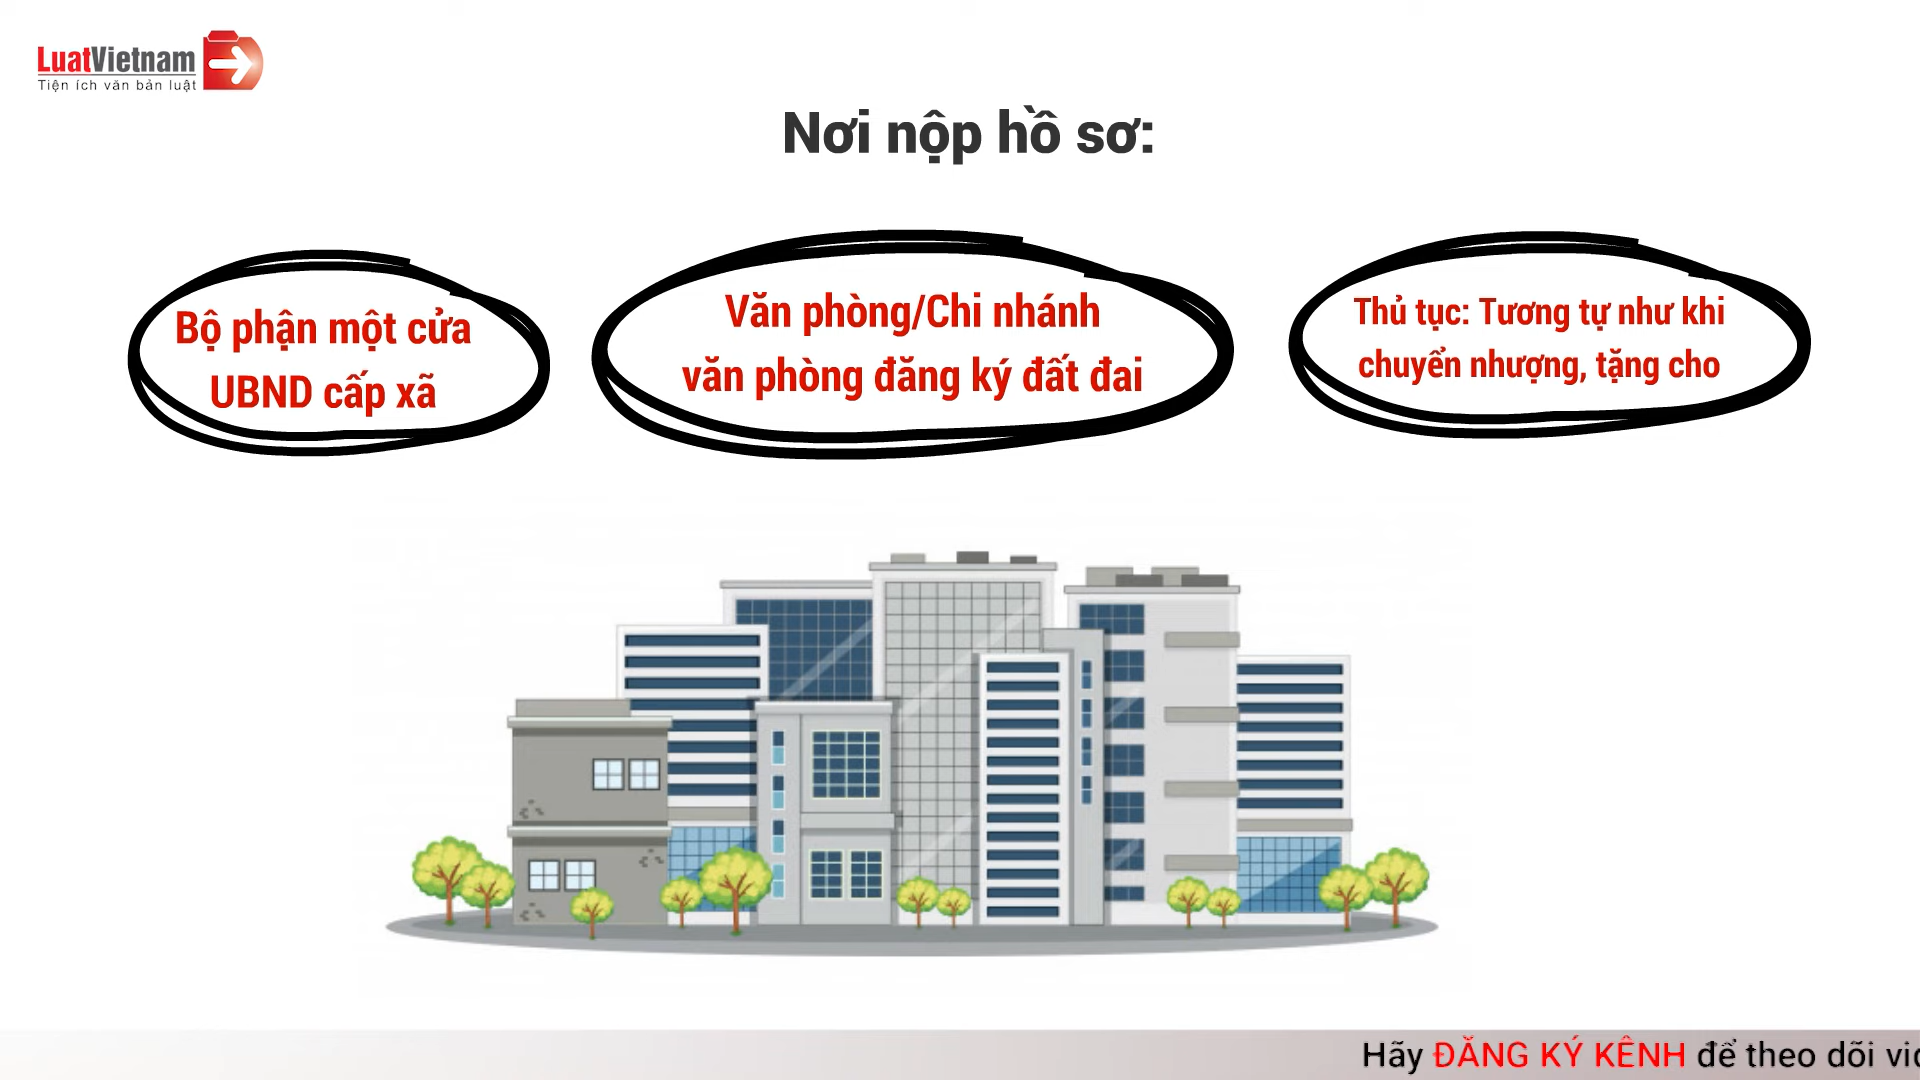 LuatVietnam
Tiện ích văn bản luật
Nơi nộp hồ sơ:
Bộ phận một cửa
UBND cấp xã
Văn phòng/Chi nhánh
văn phòng đăng ký đất đai
Thủ tục: Tương tự như khi
chuyển nhượng, tặng cho
Hãy ĐĂNG KÝ KÊNH để theo dõi